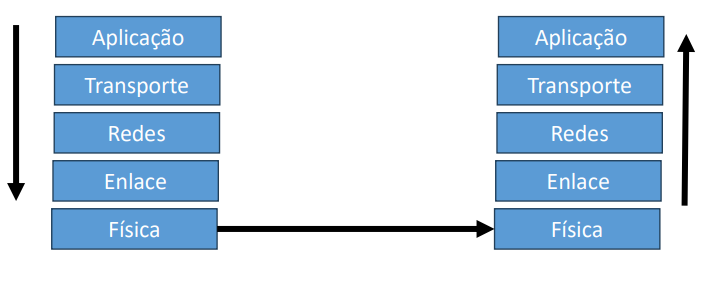 Aplicação
Transporte
Redes
Enlace
Física
Aplicação
Transporte
Redes
Enlace
Física